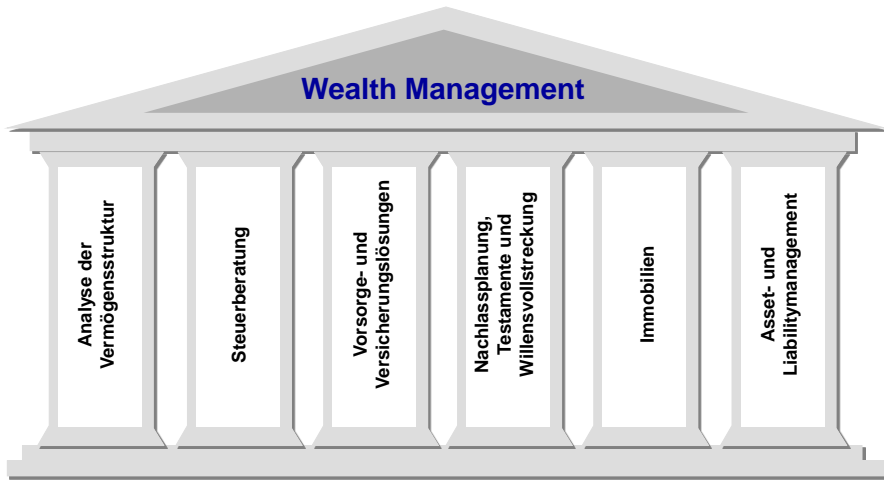 Wealth Management
Analyse der
Vermögensstruktur
Steuerberatung
Vorsorge- und
Versicherungslösungen
Nachlassplanung,
Testamente und
Willensvollstreckung
Immobilien
Asset- und
Liabilitymanagement